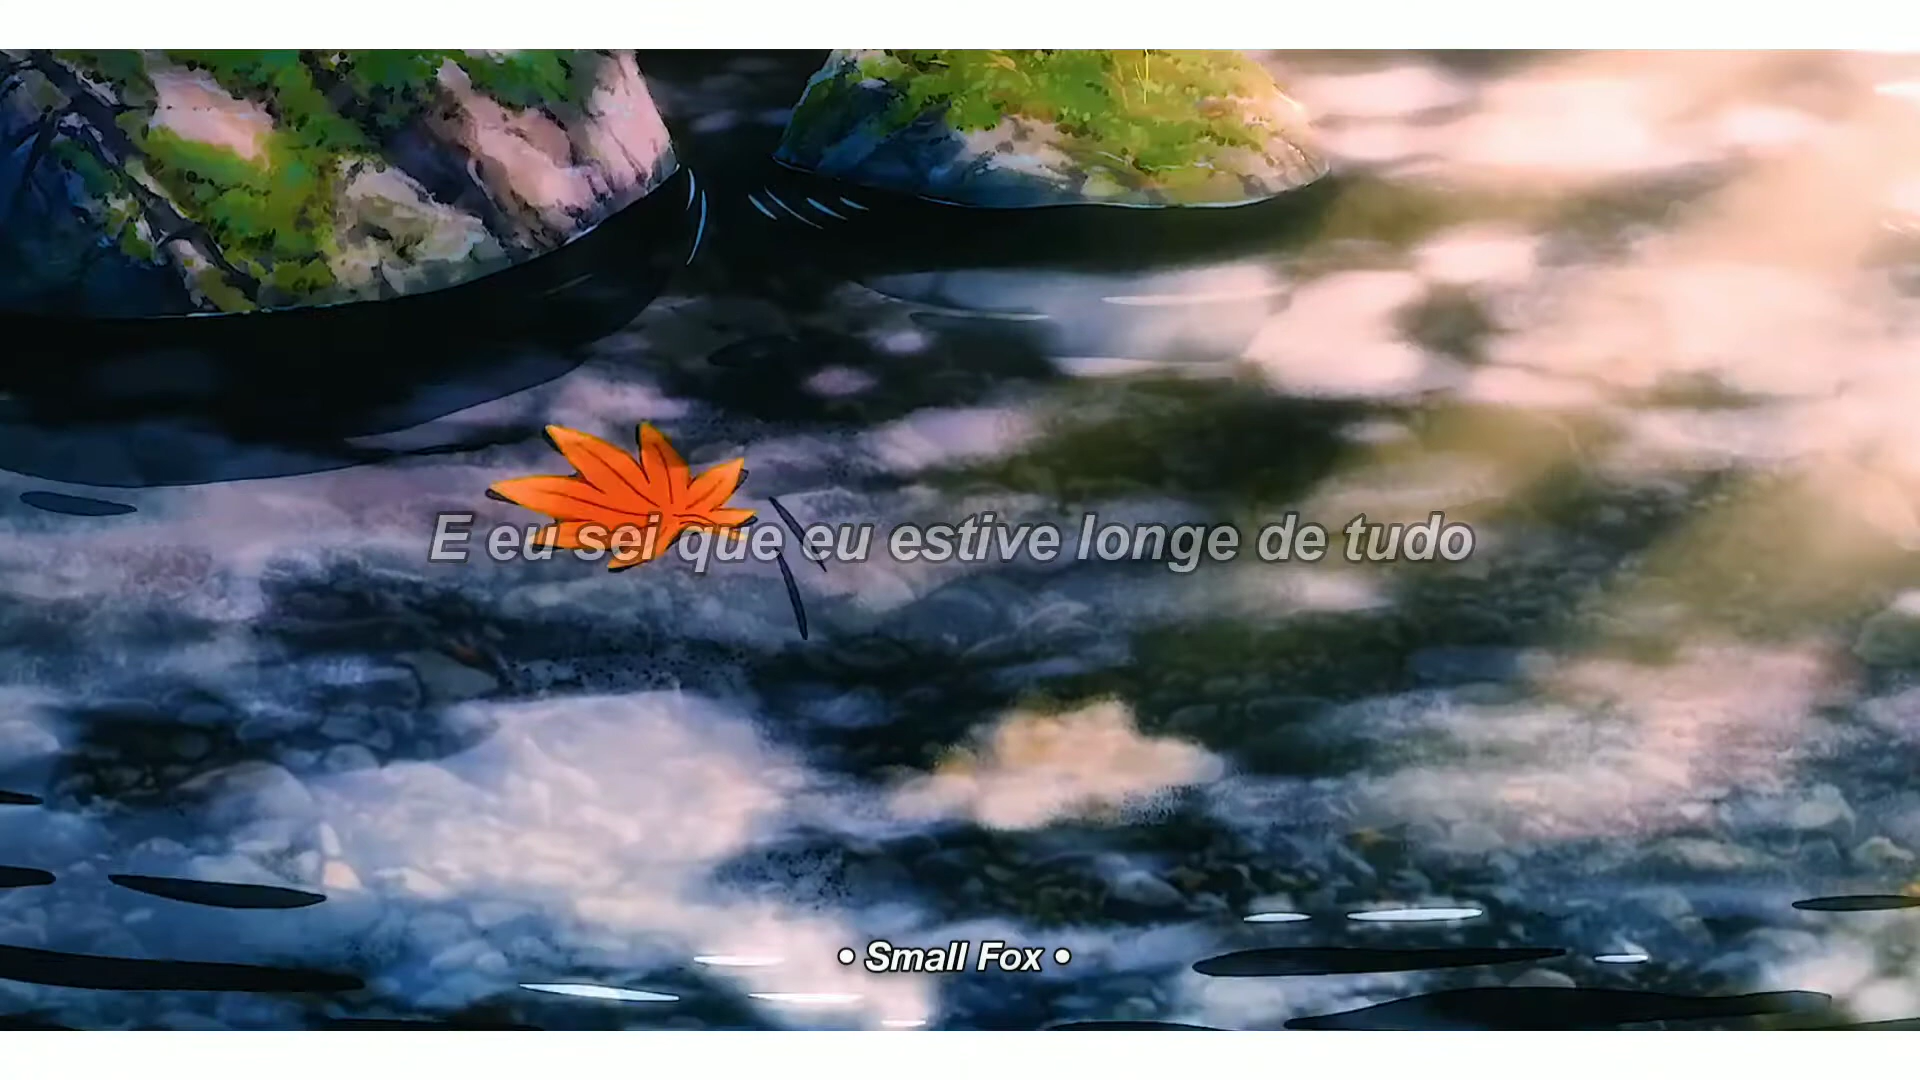 E eu sei que eu estive longe de tudo
• Small Fox •